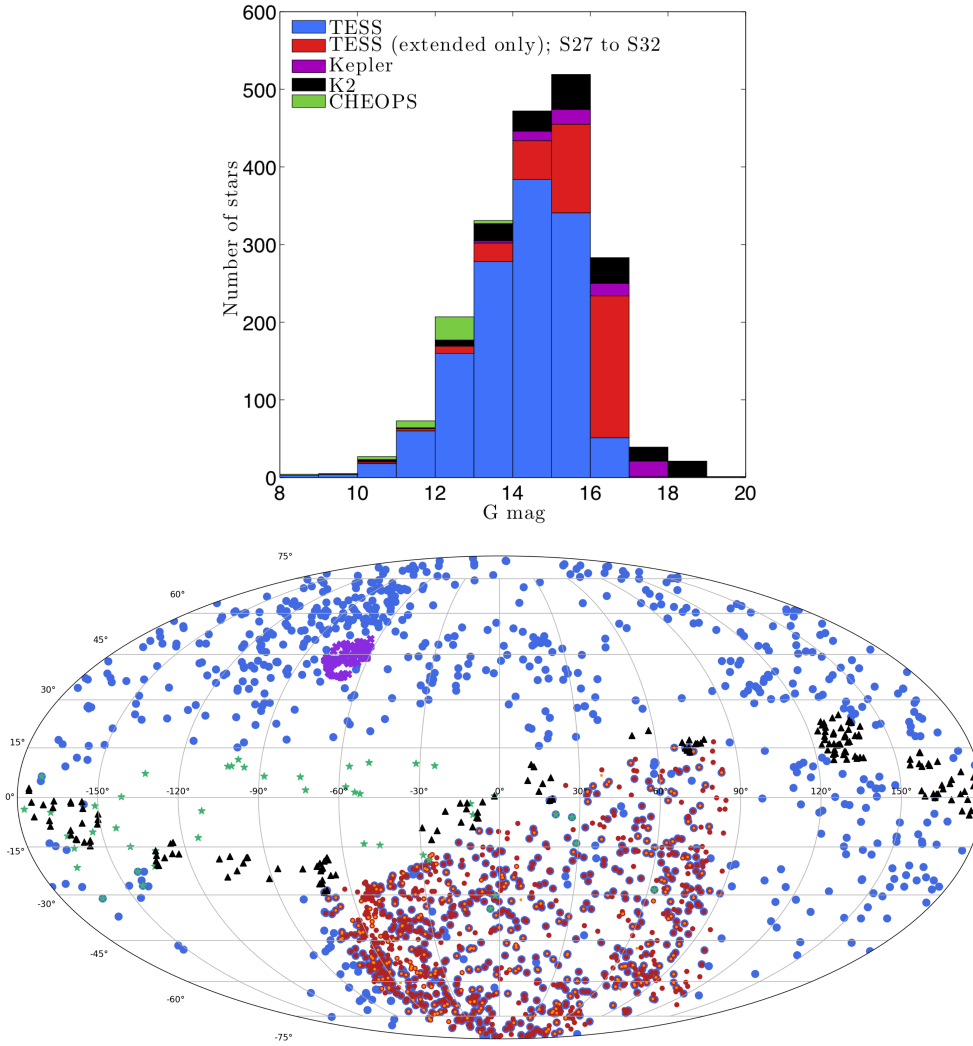 600
500
400
300
200
100
0
Number of stars
TESS
TESS (extended only); S27 to S32
Kepler
K2
CHEOPS
8 10 12 14 16 18 20
G mag
75°
60°
45°
30°
15°
0°
-15°
-30°
-45°
-60°
-75°
-150° -120° -90° -60° -30° 0° 30° 60° 90° 120° 150°